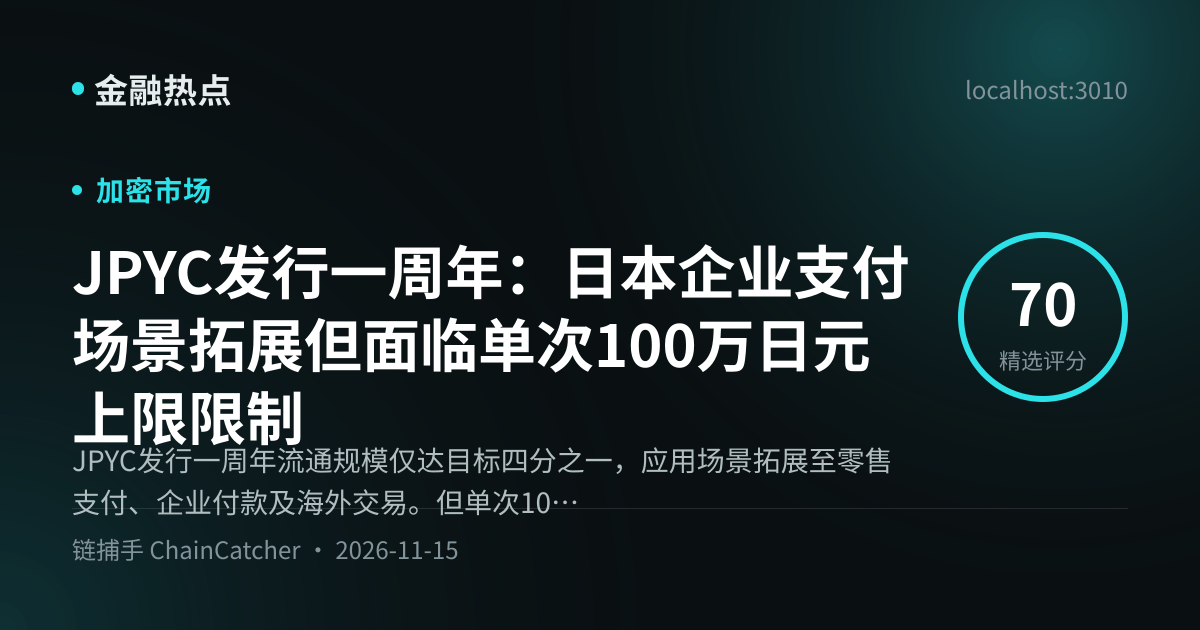 金融热点
localhost:3010
加密市场
JPYC发行一周年：日本企业支付
场景拓展但面临单次100万日元
上限限制
70
精选评分
JPYC发行一周年流通规模仅达目标四分之一，应用场景拓展至零售
支付、企业付款及海外交易。但单次10…
链捕手 ChainCatcher · 2026-11-15